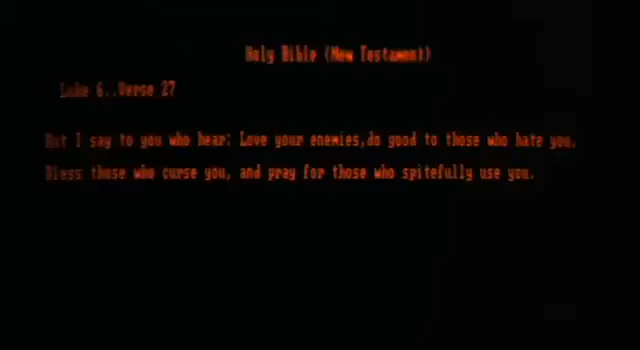 Holy Bible (New Testament)
Luke 6..Verse 27
But I say to you who hear: Love your enemies,do good to those who hate you.
Bless those who curse you, and pray for those who spitefully use you.